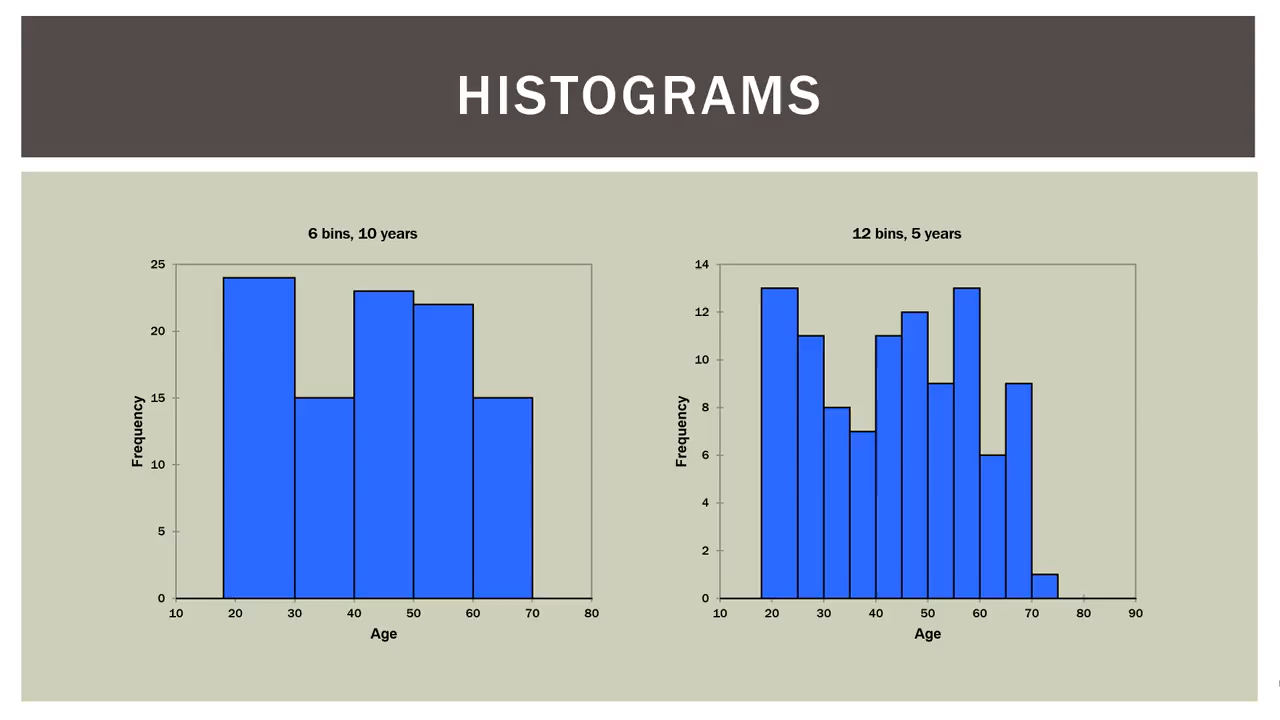 HISTOGRAMS
6 bins, 10 years
25
20
15
10
5
0
Frequency
10 20 30 40 50 60 70 80
Age
12 bins, 5 years
14
12
10
8
6
4
2
0
Frequency
10 20 30 40 50 60 70 80 90
Age